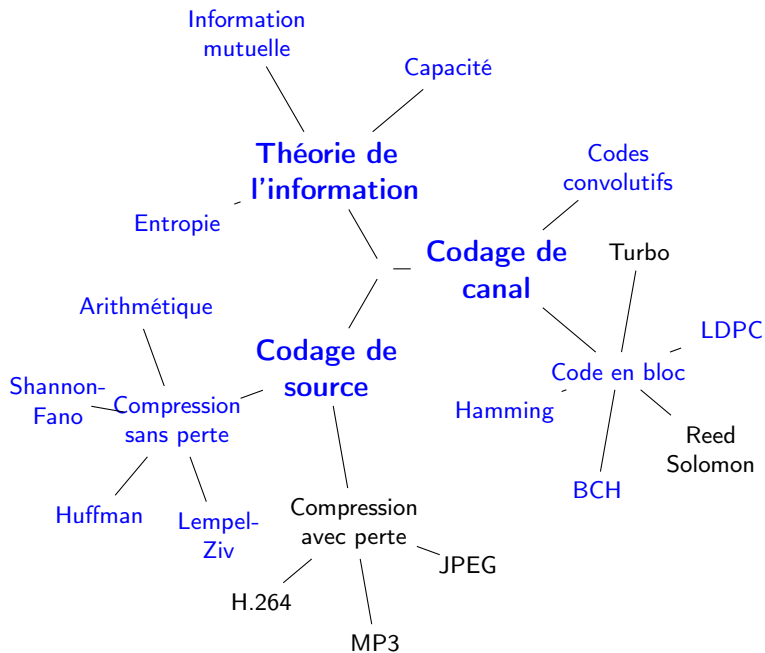 Information
mutuelle
Capacité
Théorie de
l'information
Entropie
Codes
convolutifs
Codage de
canal
Turbo
LDPC
Code en bloc
Hamming
Reed
Solomon
BCH
Arithmétique
Codage de
source
Shannon-
Fano
Compression
sans perte
Huffman
Lempel-
Ziv
Compression
avec perte
JPEG
H.264
MP3